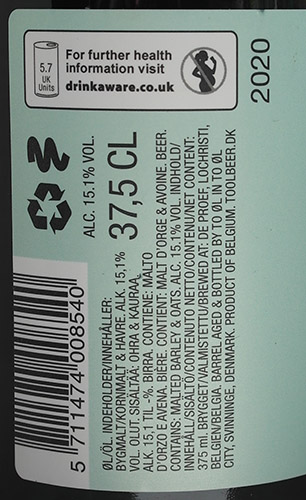 5.7
UK
Units
For further health
information visit
drinkaware.co.uk
2020
ALC. 15.1% VOL.
37,5 CL
ØL/ÖL. INDEHOLDER/INNEHÅLLER:
BYGMALT/KORNMALT & HAVRE. ALK. 15,1%
VOL. OLUT. SISÄLTÄÄ: OHRA & KAURAA.
ALK. 15,1 TIL -%. BIRRA. CONTIENE: MALTO
D'ORZO E AVENA. BIÈRE. CONTIENT: MALT D'ORGE & AVOINE. BEER.
CONTAINS: MALTED BARLEY & OATS. ALC. 15.1% VOL. INDHOLD/
INNEHÅLL/SISÄLTÖ/CONTENUTO NETTO/CONTENU/NET CONTENT:
375 ml. BRYGGET/VALMISTETTU/BREWED AT: DE PROEF, LOCHRISTI,
BELGIEN/BELGIA. BARREL AGED & BOTTLED BY TO ØL IN TO ØL
CITY, SVINNINGE, DENMARK. PRODUCT OF BELGIUM. TOOLBEER.DK
5 711474 008540